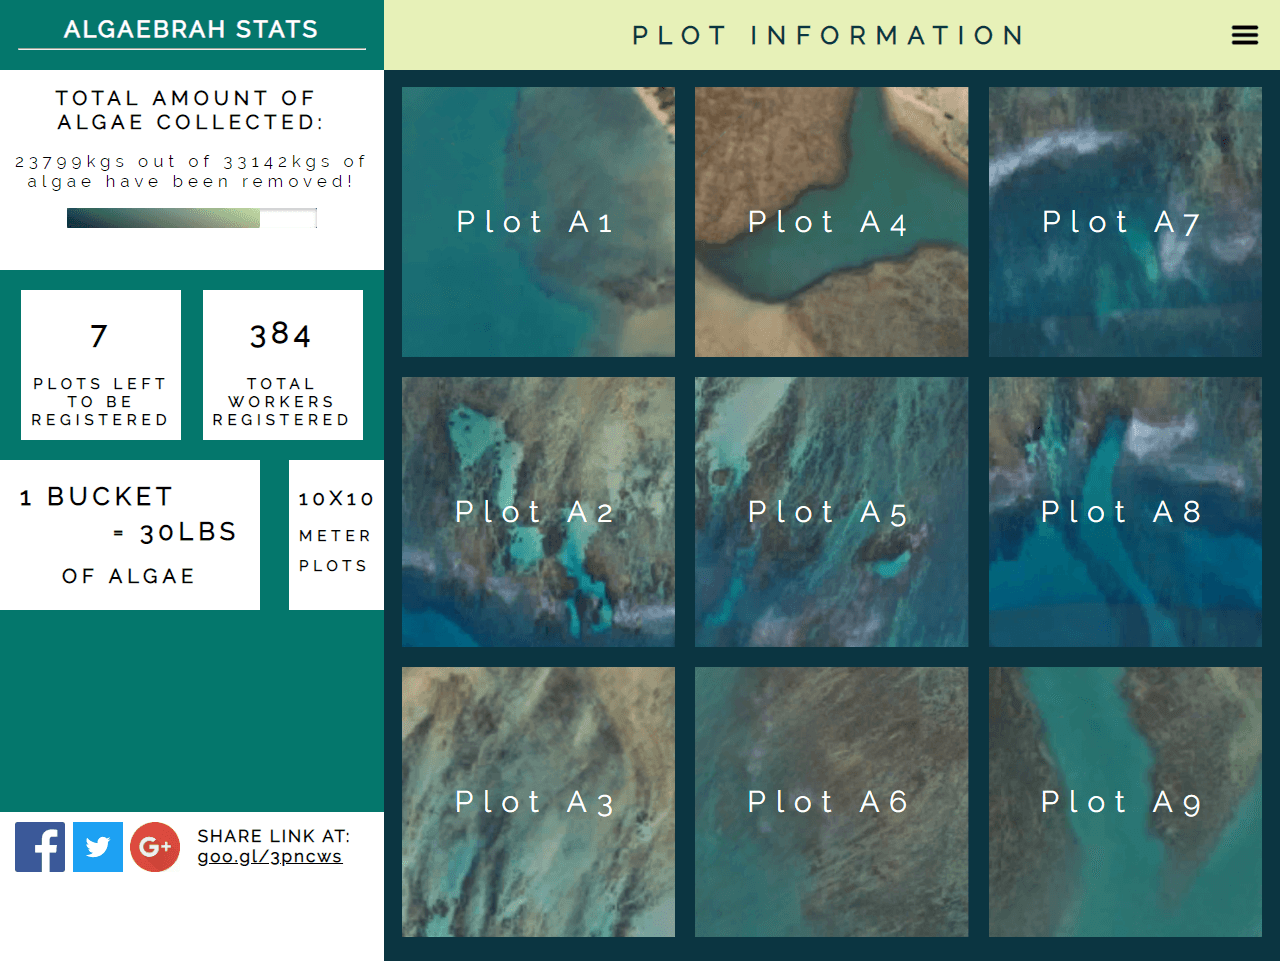 ALGAEBRAH STATS
TOTAL AMOUNT OF
ALGAE COLLECTED:
23799kgs out of 33142kgs of
algae have been removed!
7
PLOTS LEFT
TO BE
REGISTERED
384
TOTAL
WORKERS
REGISTERED
1 BUCKET
= 30LBS
OF ALGAE
10X10
METER
PLOTS
SHARE LINK AT:
goo.gl/3pncws
PLOT INFORMATION
Plot A1
Plot A4
Plot A7
Plot A2
Plot A5
Plot A8
Plot A3
Plot A6
Plot A9
G+